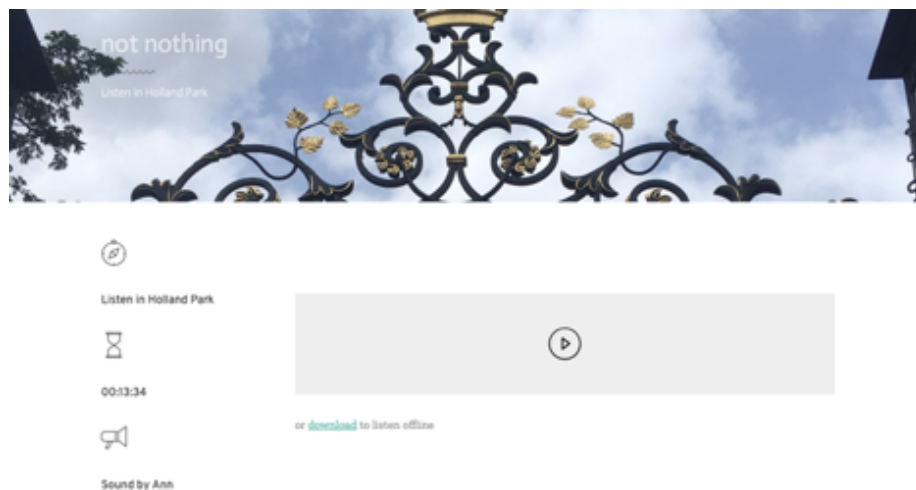 not nothing
Listen in Holland Park
Listen in Holland Park
00:13:34
or download to listen offline
Sound by Ann